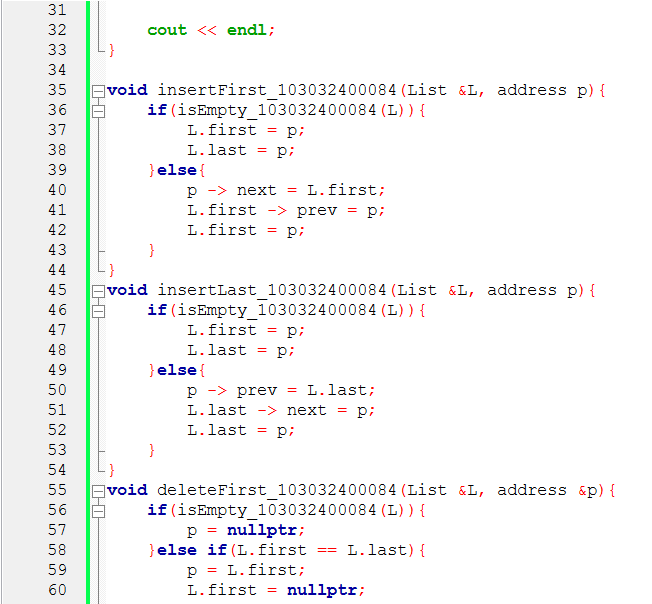 31
32 cout << endl;
33 }
34
35 void insertFirst_103032400084(List &L, address p){
36 if(isEmpty_103032400084(L)){
37 L.first = p;
38 L.last = p;
39 }else{
40 p -> next = L.first;
41 L.first -> prev = p;
42 L.first = p;
43 }
44 }
45 void insertLast_103032400084(List &L, address p){
46 if(isEmpty_103032400084(L)){
47 L.first = p;
48 L.last = p;
49 }else{
50 p -> prev = L.last;
51 L.last -> next = p;
52 L.last = p;
53 }
54 }
55 void deleteFirst_103032400084(List &L, address &p){
56 if(isEmpty_103032400084(L)){
57 p = nullptr;
58 }else if(L.first == L.last){
59 p = L.first;
60 L.first = nullptr;